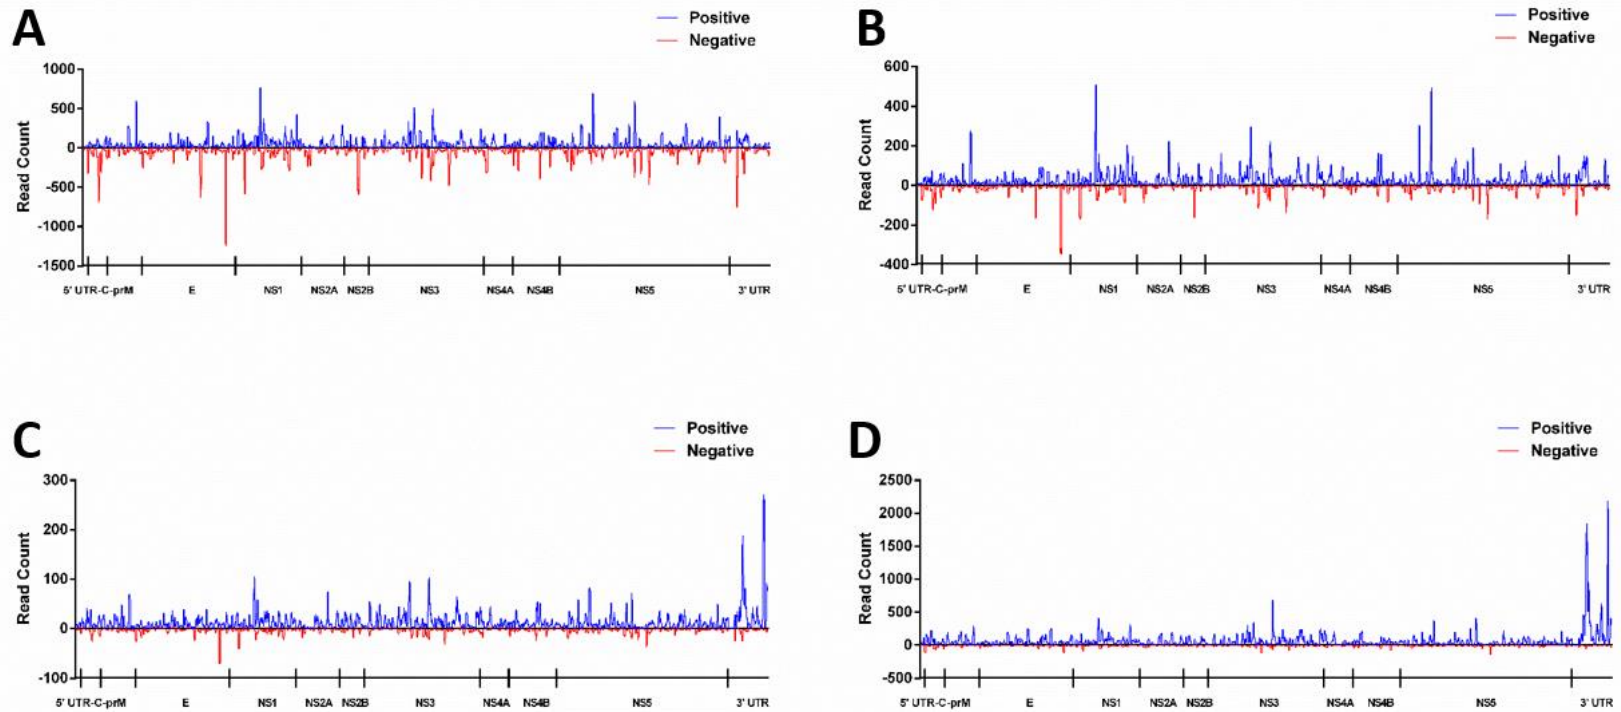 A
Positive
Negative
1000
500
0
-500
-1000
-1500
Read Count
5' UTR-C-prM E NS1 NS2A NS2B NS3 NS4A NS4B NS5 3' UTR
B
Positive
Negative
600
400
200
0
-200
-400
Read Count
5' UTR-C-prM E NS1 NS2A NS2B NS3 NS4A NS4B NS5 3' UTR
C
Positive
Negative
300
200
100
0
-100
Read Count
5' UTR-C-prM E NS1 NS2A NS2B NS3 NS4A NS4B NS5 3' UTR
D
Positive
Negative
2500
2000
1500
1000
500
0
-500
Read Count
5' UTR-C-prM E NS1 NS2A NS2B NS3 NS4A NS4B NS5 3' UTR